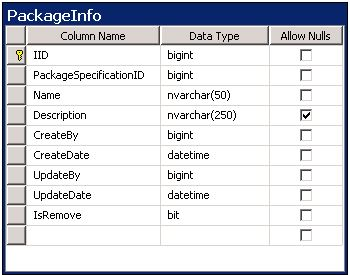 PackageInfo
Column Name Data Type Allow Nulls
IID bigint
PackageSpecificationID bigint
Name nvarchar(50)
Description nvarchar(250)
CreateBy bigint
CreateDate datetime
UpdateBy bigint
UpdateDate datetime
IsRemove bit